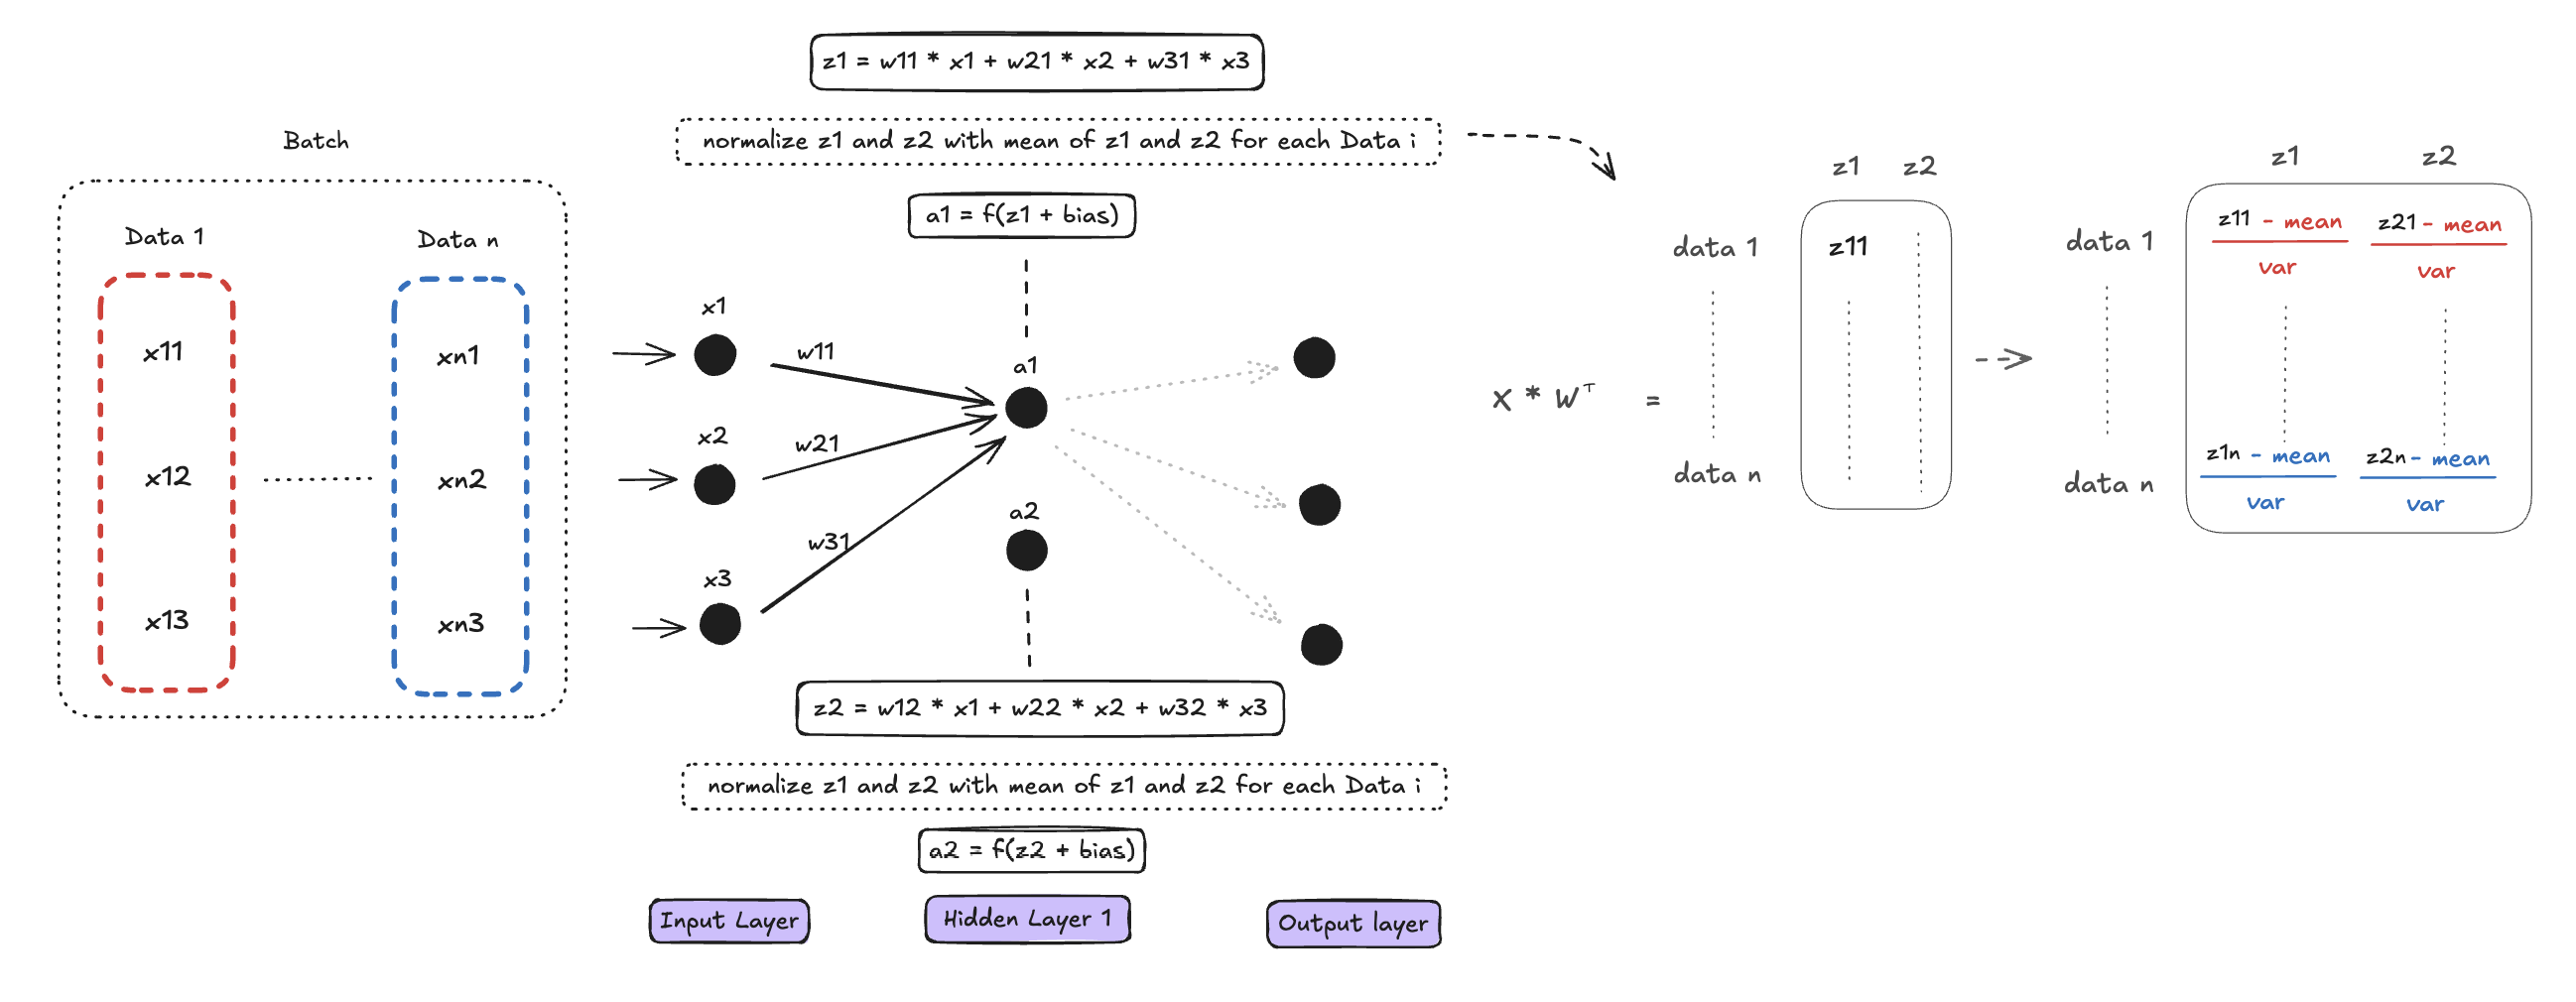 z1 = w11 * x1 + w21 * x2 + w31 * x3
normalize z1 and z2 with mean of z1 and z2 for each Data i
a1 = f(z1 + bias)
Batch
Data 1
Data n
x11
xn1
x12
xn2
x13
xn3
x1
x2
x3
w11
w21
w31
a1
a2
z2 = w12 * x1 + w22 * x2 + w32 * x3
normalize z1 and z2 with mean of z1 and z2 for each Data i
a2 = f(z2 + bias)
Input Layer
Hidden Layer 1
Output layer
X * Wᵀ =
z1 z2
data 1
z11
data n
z1 z2
data 1
z11 - mean
var
z21 - mean
var
data n
z1n - mean
var
z2n - mean
var